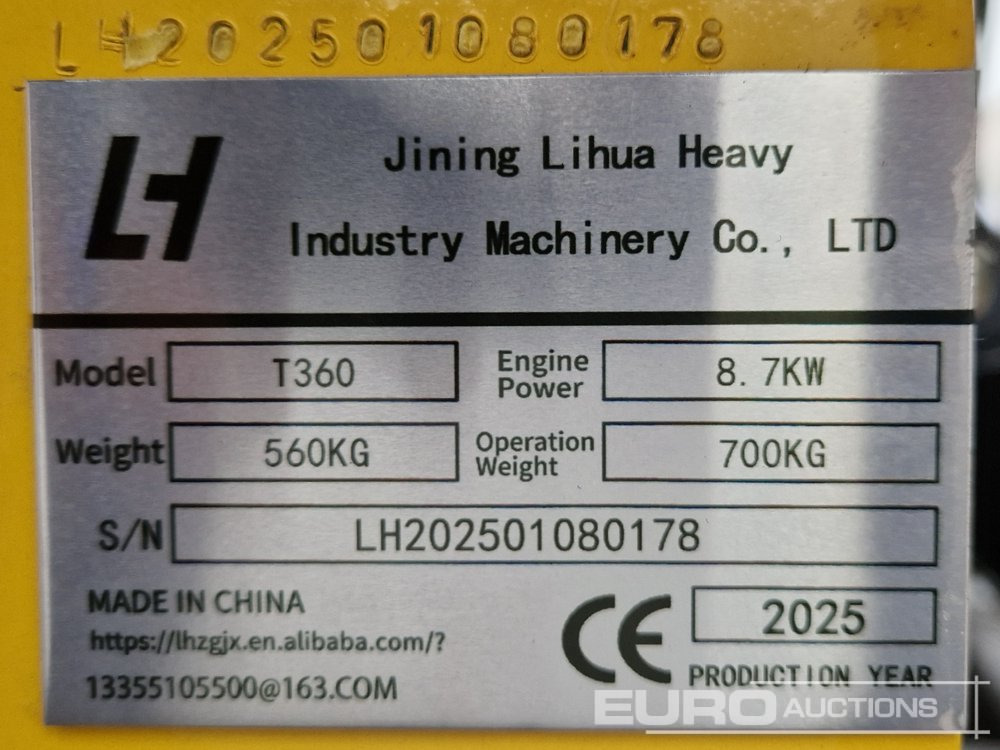 LH202501080178
LH
Jining Lihua Heavy
Industry Machinery Co., LTD
Model T360 Engine Power 8.7KW
Weight 560KG Operation Weight 700KG
S/N LH202501080178
MADE IN CHINA
https://lhzgjx.en.alibaba.com/?
13355105500@163.COM
CE 2025
PRODUCTION YEAR
EURO AUCTIONS